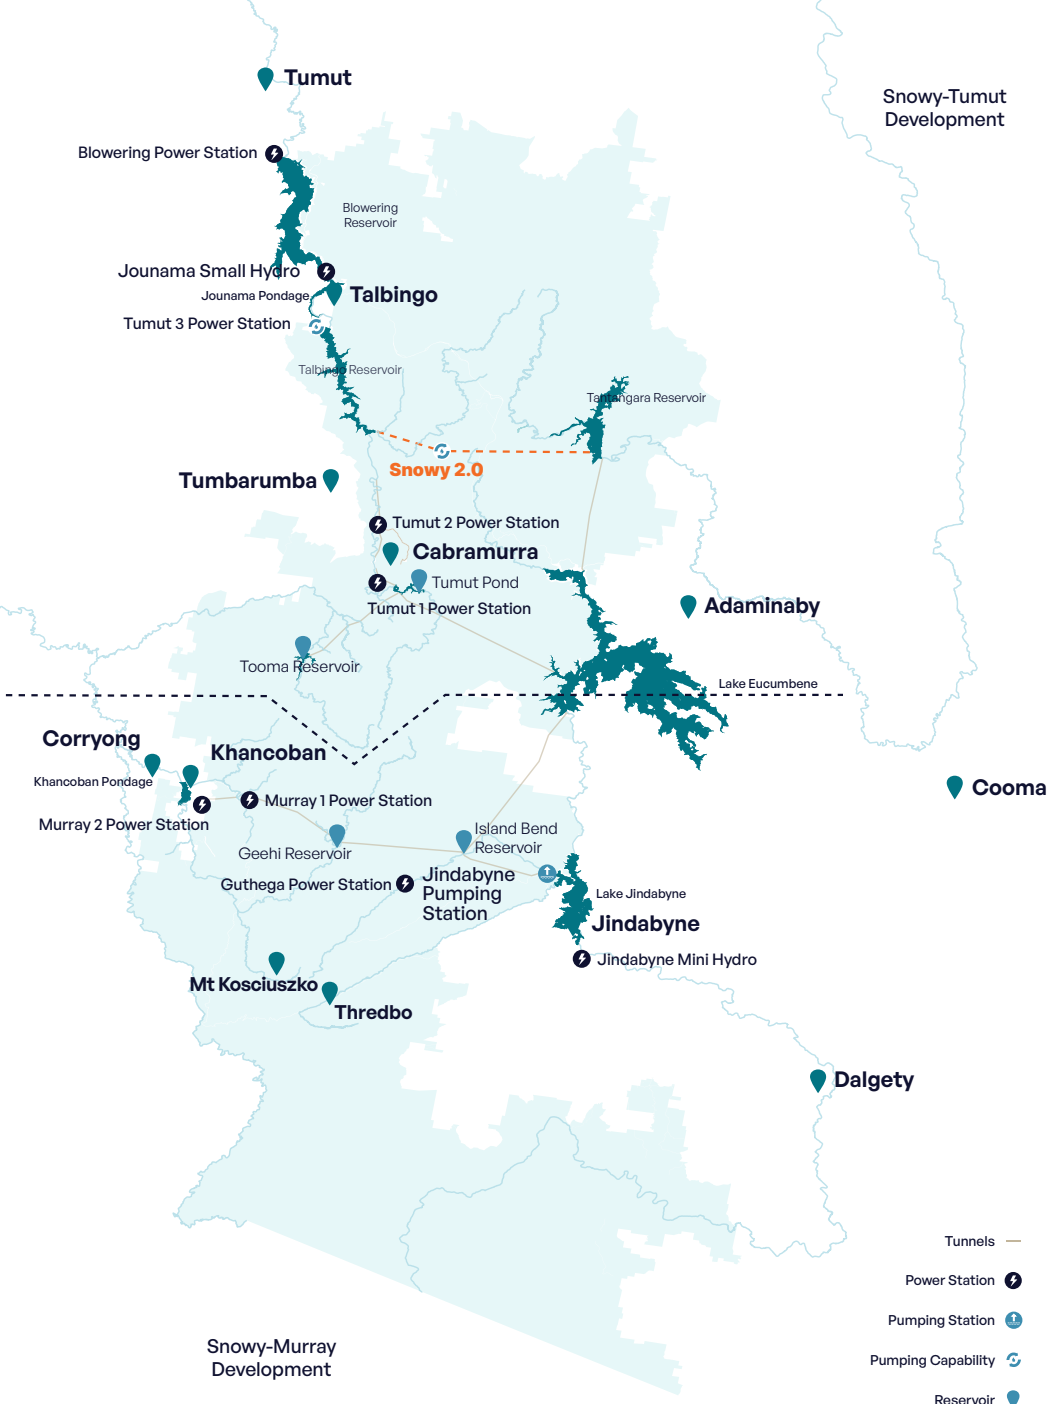 Tumut
Snowy-Tumut
Development
Blowering Power Station
Blowering
Reservoir
Jounama Small Hydro
Jounama Pondage
Talbingo
Tumut 3 Power Station
Talbingo Reservoir
Tantangara Reservoir
Snowy 2.0
Tumbarumba
Tumut 2 Power Station
Cabramurra
Tumut Pond
Tumut 1 Power Station
Adaminaby
Tooma Reservoir
Lake Eucumbene
Corryong
Khancoban
Khancoban Pondage
Cooma
Murray 1 Power Station
Murray 2 Power Station
Island Bend
Reservoir
Geehi Reservoir
Guthega Power Station
Jindabyne
Pumping
Station
Lake Jindabyne
Jindabyne
Jindabyne Mini Hydro
Mt Kosciuszko
Thredbo
Dalgety
Tunnels
Power Station
Pumping Station
Pumping Capability
Reservoir
Snowy-Murray
Development